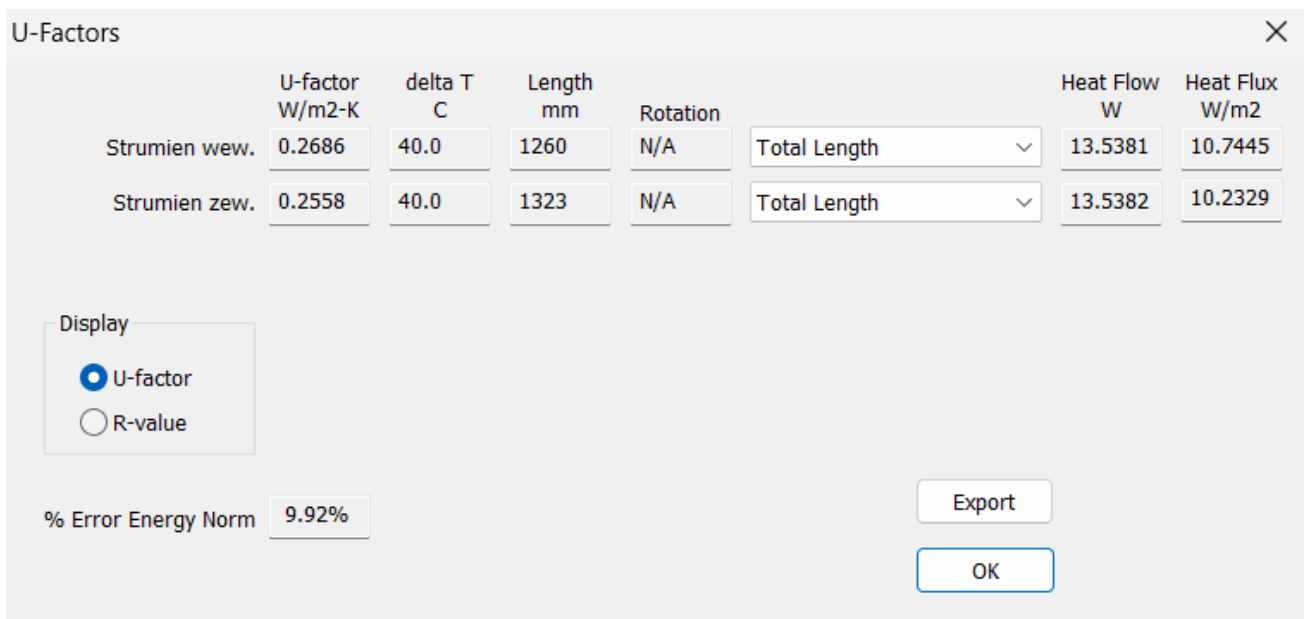 U-Factors
U-factor delta T Length Heat Flow Heat Flux
W/m2-K C mm Rotation W W/m2
Strumien wew. 0.2686 40.0 1260 N/A Total Length 13.5381 10.7445
Strumien zew. 0.2558 40.0 1323 N/A Total Length 13.5382 10.2329
Display
U-factor
R-value
% Error Energy Norm 9.92%
Export
OK